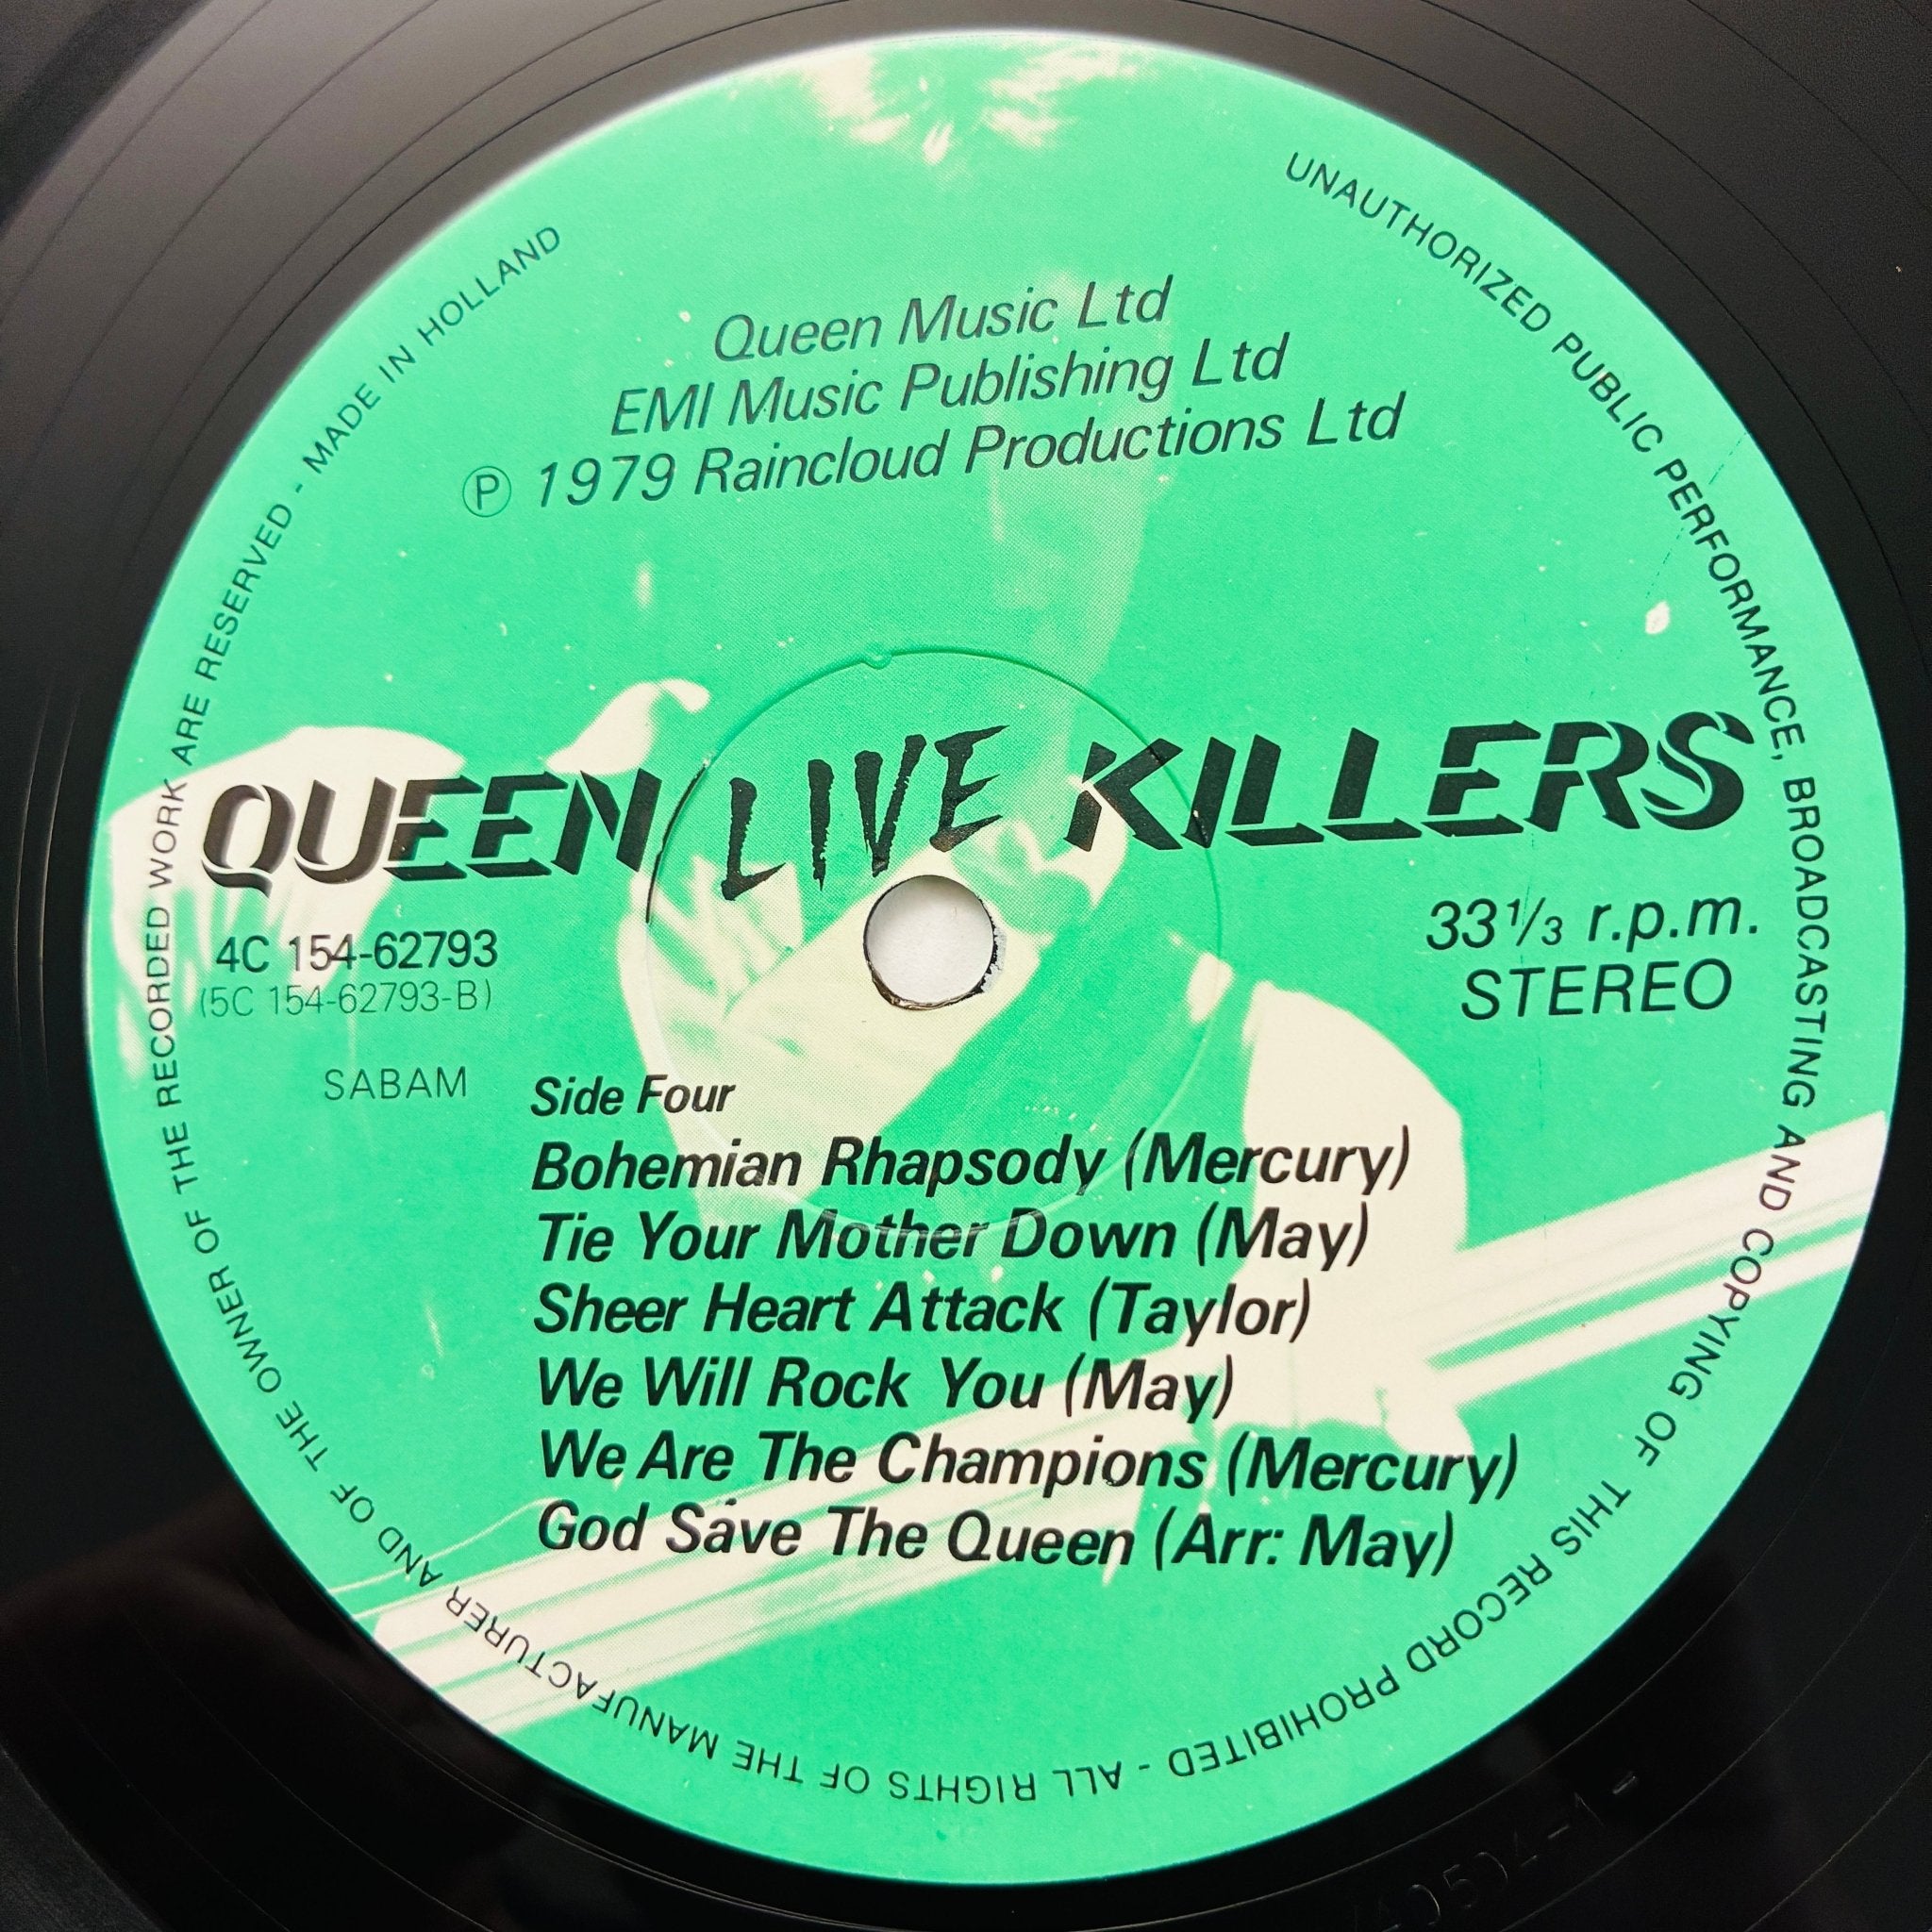 UNAUTHORIZED PUBLIC PERFORMANCE, BROADCASTING AND COPYING OF THIS RECORD PROHIBITED - ALL RIGHTS OF THE MANUFACTURER AND OF THE OWNER OF THE RECORDED WORK ARE RESERVED - MADE IN HOLLAND
Queen Music Ltd
EMI Music Publishing Ltd
Ⓟ 1979 Raincloud Productions Ltd
QUEEN LIVE KILLERS
4C 154-62793
(5C 154-62793-B)
33 1/3 r.p.m.
STEREO
SABAM
Side Four
Bohemian Rhapsody (Mercury)
Tie Your Mother Down (May)
Sheer Heart Attack (Taylor)
We Will Rock You (May)
We Are The Champions (Mercury)
God Save The Queen (Arr: May)